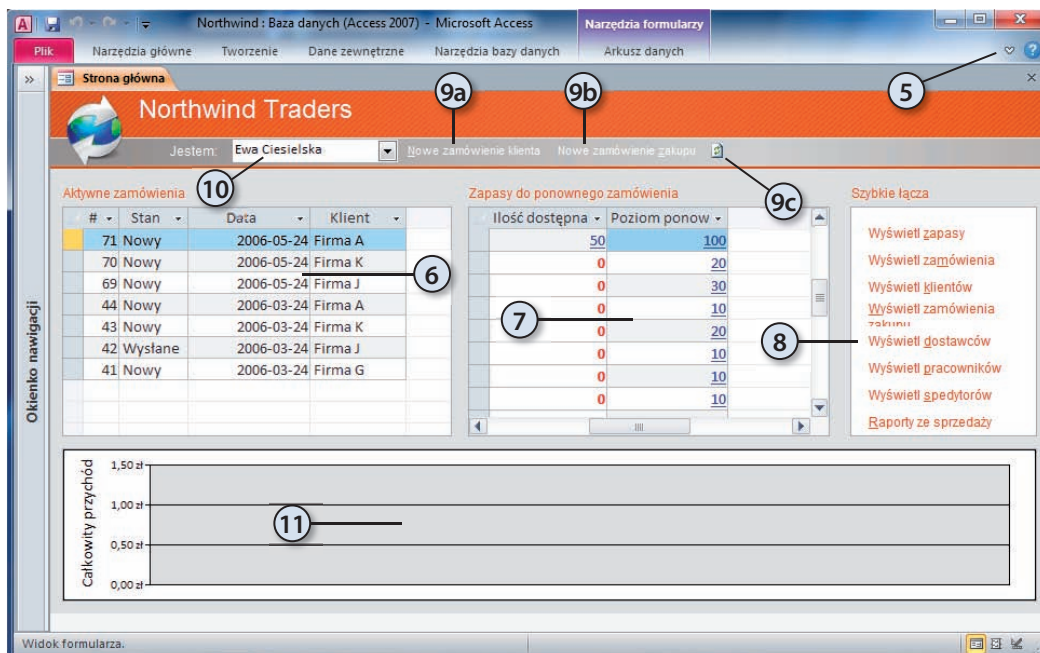 Northwind : Baza danych (Access 2007) - Microsoft Access
Narzędzia formularzy
Plik
Narzędzia główne
Tworzenie
Dane zewnętrzne
Narzędzia bazy danych
Arkusz danych
5
Strona główna
Northwind Traders
9a
9b
Jestem:
Ewa Ciesielska
Nowe zamówienie klienta
Nowe zamówienie zakupu
10
9c
Okienko nawigacji
Aktywne zamówienia
# Stan Data Klient
71 Nowy 2006-05-24 Firma A
70 Nowy 2006-05-24 Firma K
69 Nowy 2006-05-24 Firma J
44 Nowy 2006-03-24 Firma A
43 Nowy 2006-03-24 Firma K
42 Wysłane 2006-03-24 Firma J
41 Nowy 2006-03-24 Firma G
6
Zapasy do ponownego zamówienia
Ilość dostępna Poziom ponow
50 100
0 20
0 30
0 10
0 20
0 10
0 10
0 10
7
Szybkie łącza
Wyświetl zapasy
Wyświetl zamówienia
Wyświetl klientów
Wyświetl zamówienia
zakupu
Wyświetl dostawców
Wyświetl pracowników
Wyświetl spedytorów
Raporty ze sprzedaży
8
Całkowity przychód
1,50 zł
1,00 zł
0,50 zł
0,00 zł
11
Widok formularza.